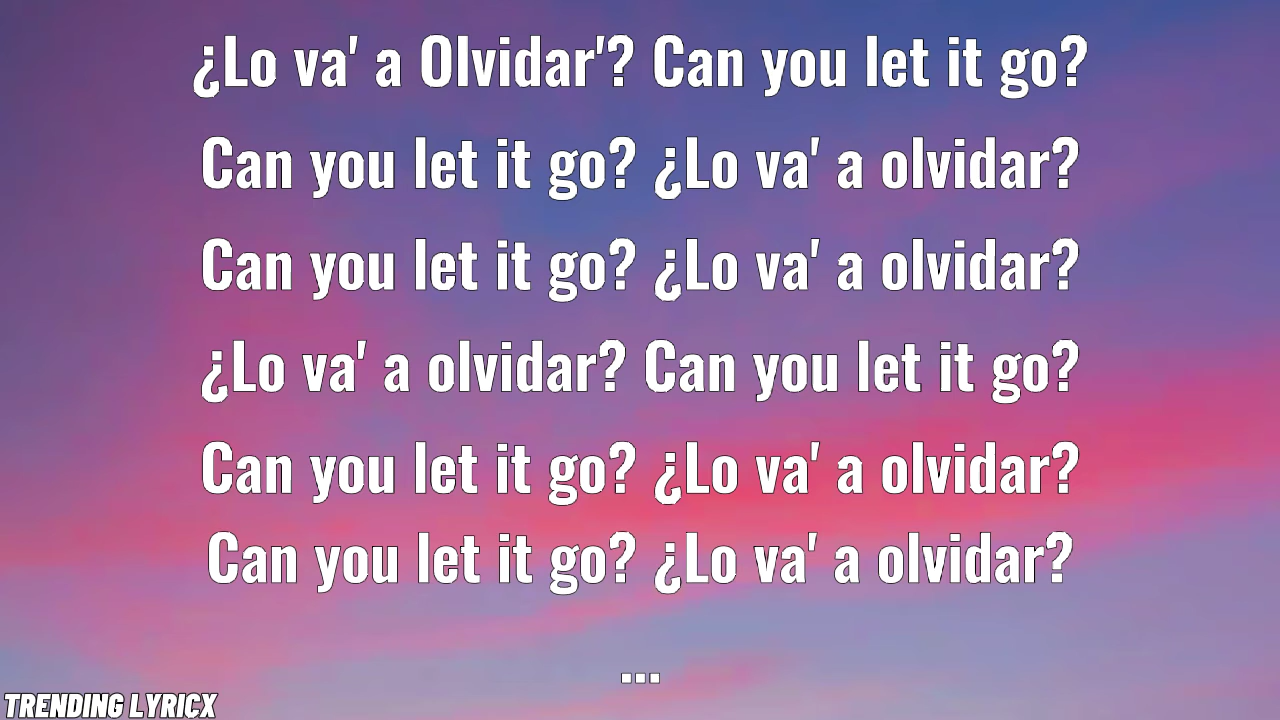 ¿Lo va' a Olvidar'? Can you let it go?
Can you let it go? ¿Lo va' a olvidar?
Can you let it go? ¿Lo va' a olvidar?
¿Lo va' a olvidar? Can you let it go?
Can you let it go? ¿Lo va' a olvidar?
Can you let it go? ¿Lo va' a olvidar?
...
TRENDING LYRICX